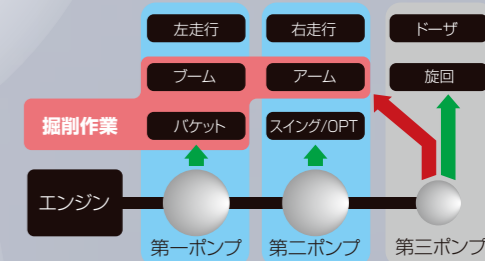 左走行 右走行 ドーザ
ブーム アーム 旋回
掘削作業 バケット スイング/OPT
エンジン
第一ポンプ 第二ポンプ 第三ポンプ